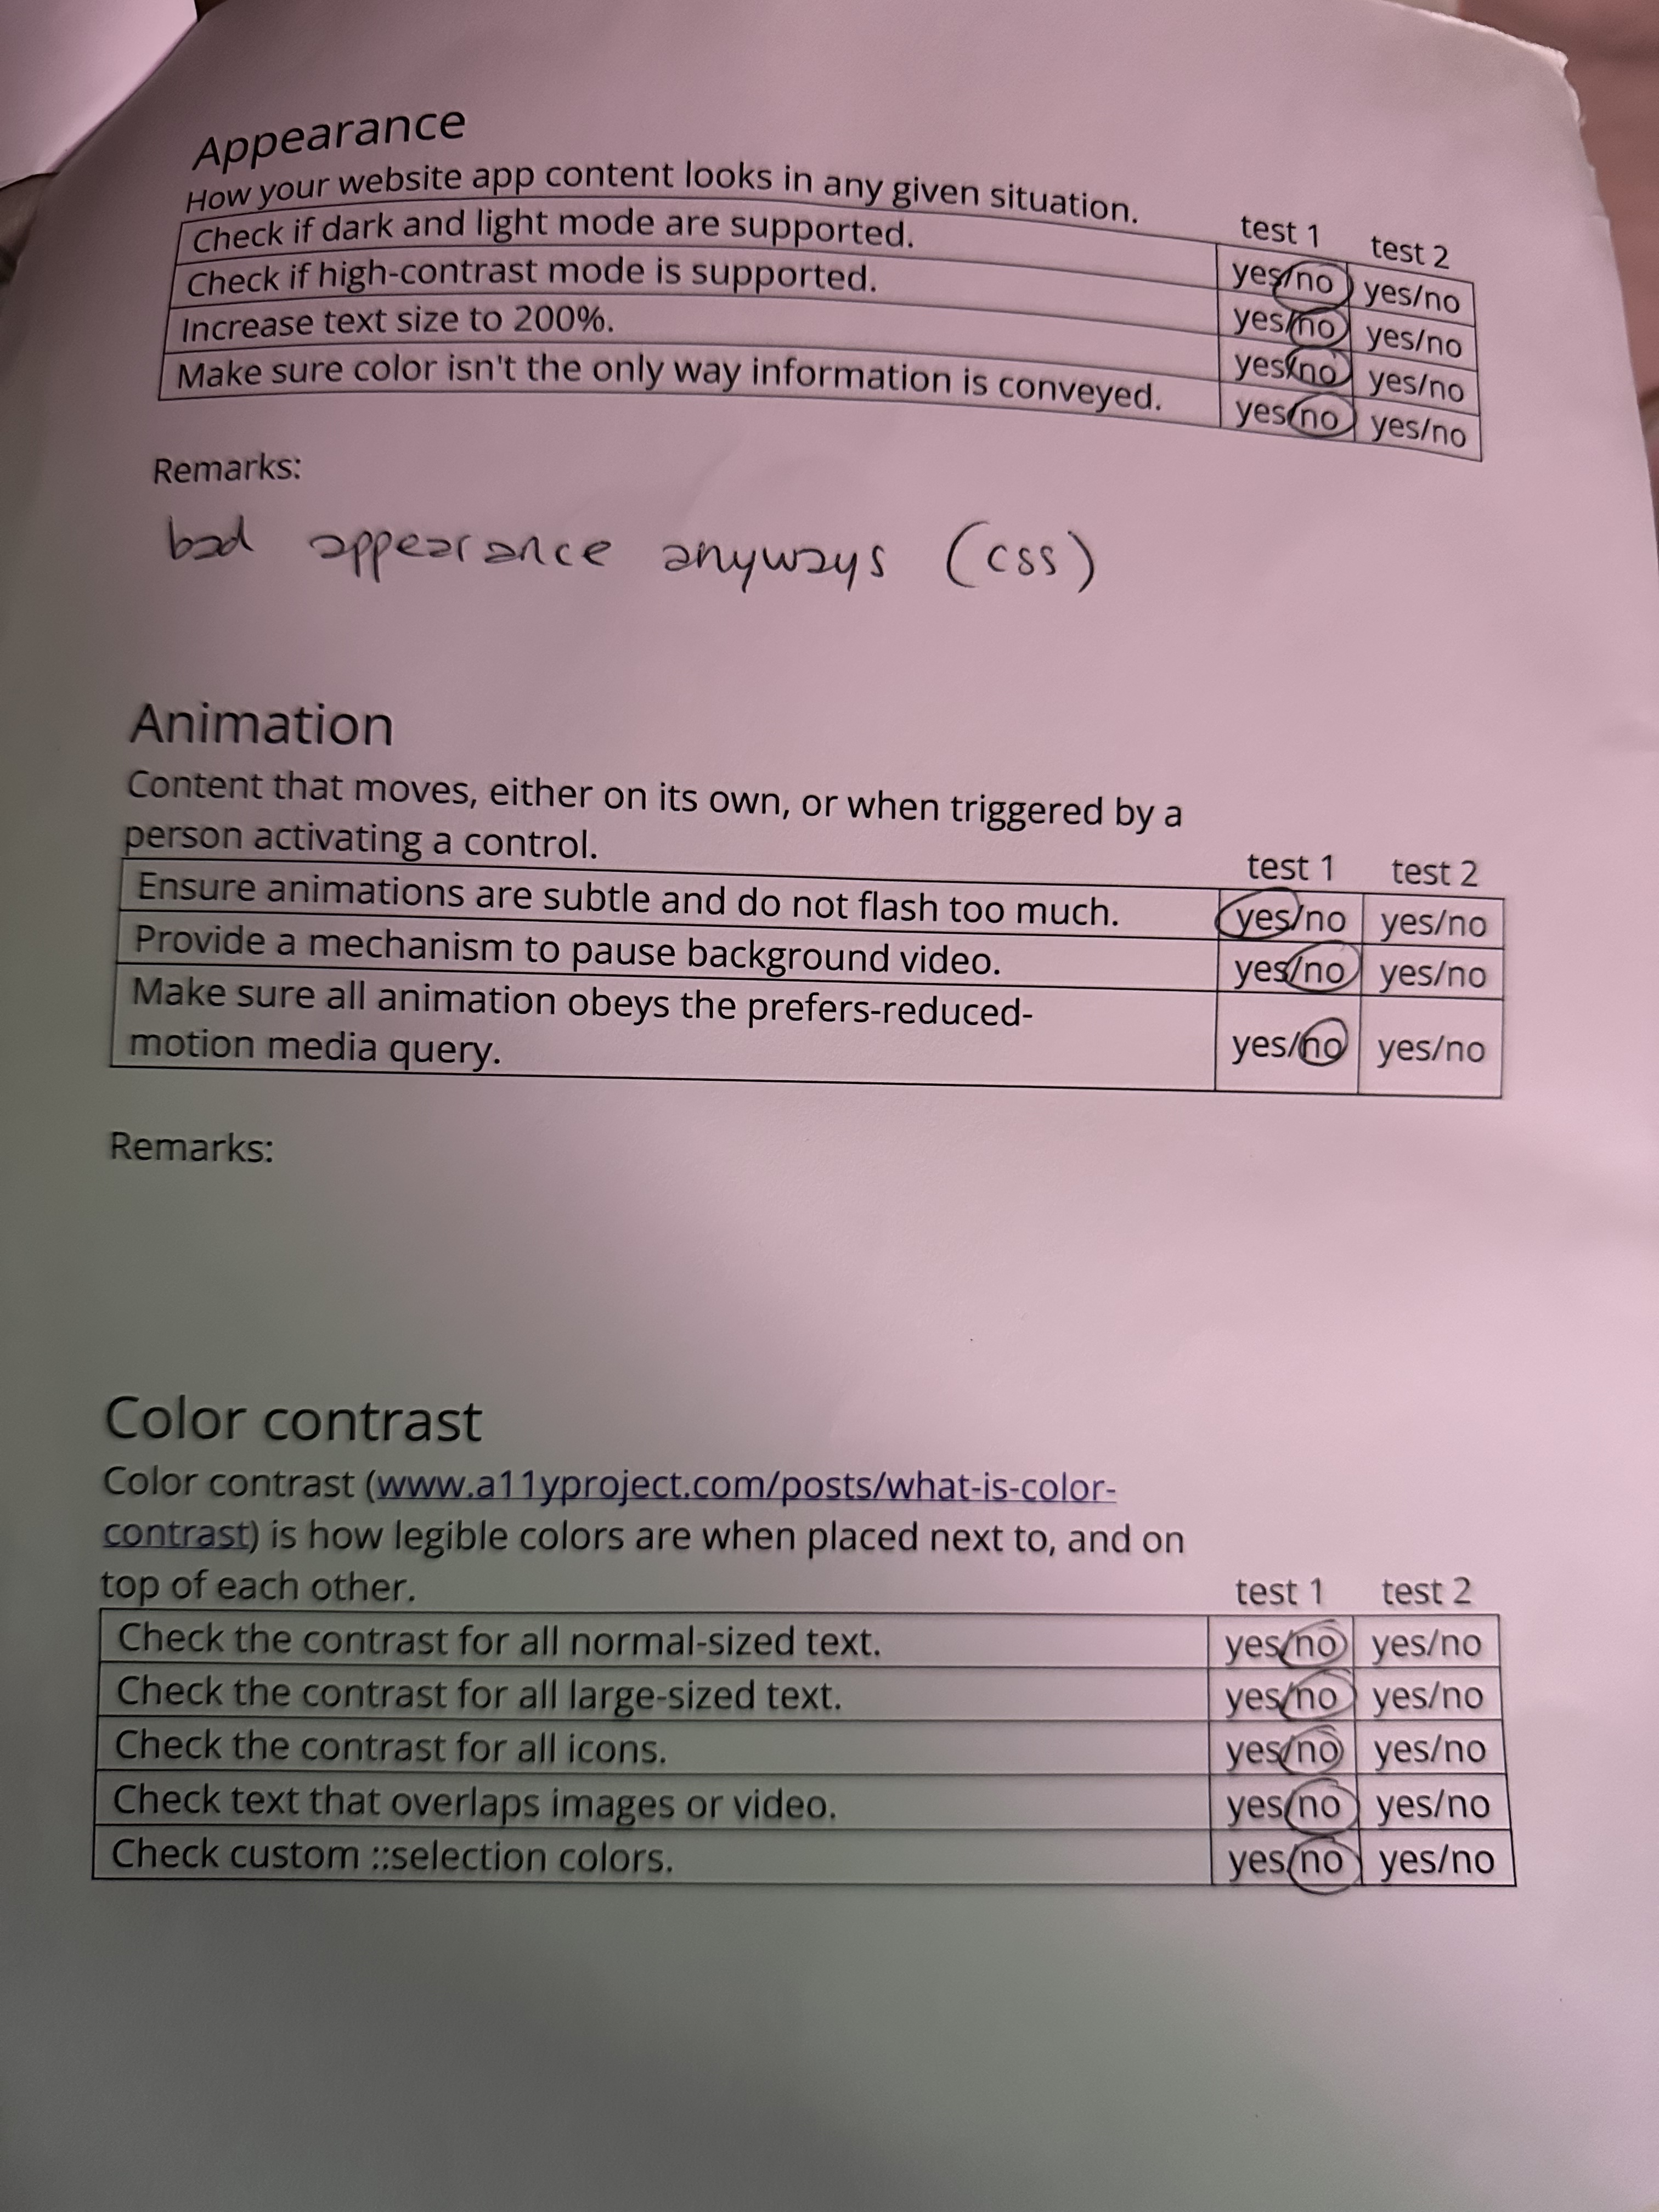 Appearance
How your website app content looks in any given situation.
test 1 test 2
Check if dark and light mode are supported. yes/no yes/no
Check if high-contrast mode is supported. yes/no yes/no
Increase text size to 200%. yes/no yes/no
Make sure color isn't the only way information is conveyed. yes/no yes/no
Remarks:
bad appearance anyways (css)
Animation
Content that moves, either on its own, or when triggered by a
person activating a control.
test 1 test 2
Ensure animations are subtle and do not flash too much. yes/no yes/no
Provide a mechanism to pause background video. yes/no yes/no
Make sure all animation obeys the prefers-reduced-
motion media query. yes/no yes/no
Remarks:
Color contrast
Color contrast (www.a11yproject.com/posts/what-is-color-
contrast) is how legible colors are when placed next to, and on
top of each other.
test 1 test 2
Check the contrast for all normal-sized text. yes/no yes/no
Check the contrast for all large-sized text. yes/no yes/no
Check the contrast for all icons. yes/no yes/no
Check text that overlaps images or video. yes/no yes/no
Check custom ::selection colors. yes/no yes/no